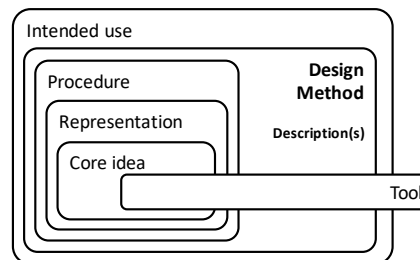 Intended use
Design
Method
Procedure
Representation
Description(s)
Core idea
Tool